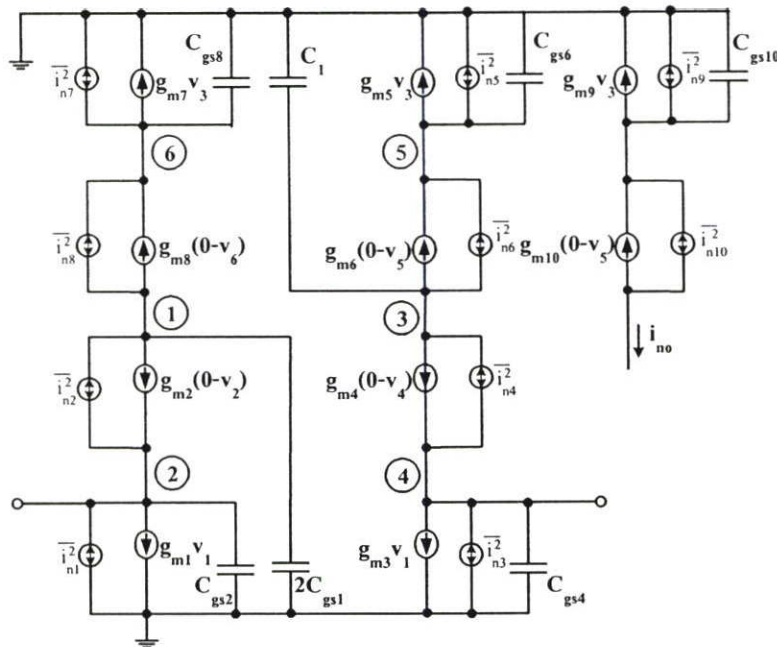 C_gs8 C_1 C_gs6 C_gs10
i²_n7 g_m7 v_3 g_m5 v_3 i²_n5 g_m9 v_3 i²_n9
6 5
i²_n8 g_m8(0-v_6) g_m6(0-v_5) i²_n6 g_m10(0-v_5) i²_n10
1 3
i_no
i²_n2 g_m2(0-v_2) g_m4(0-v_4) i²_n4
2 4
i²_n1 g_m1 v_1 g_m3 v_1 i²_n3
C_gs2 2C_gs1 C_gs4